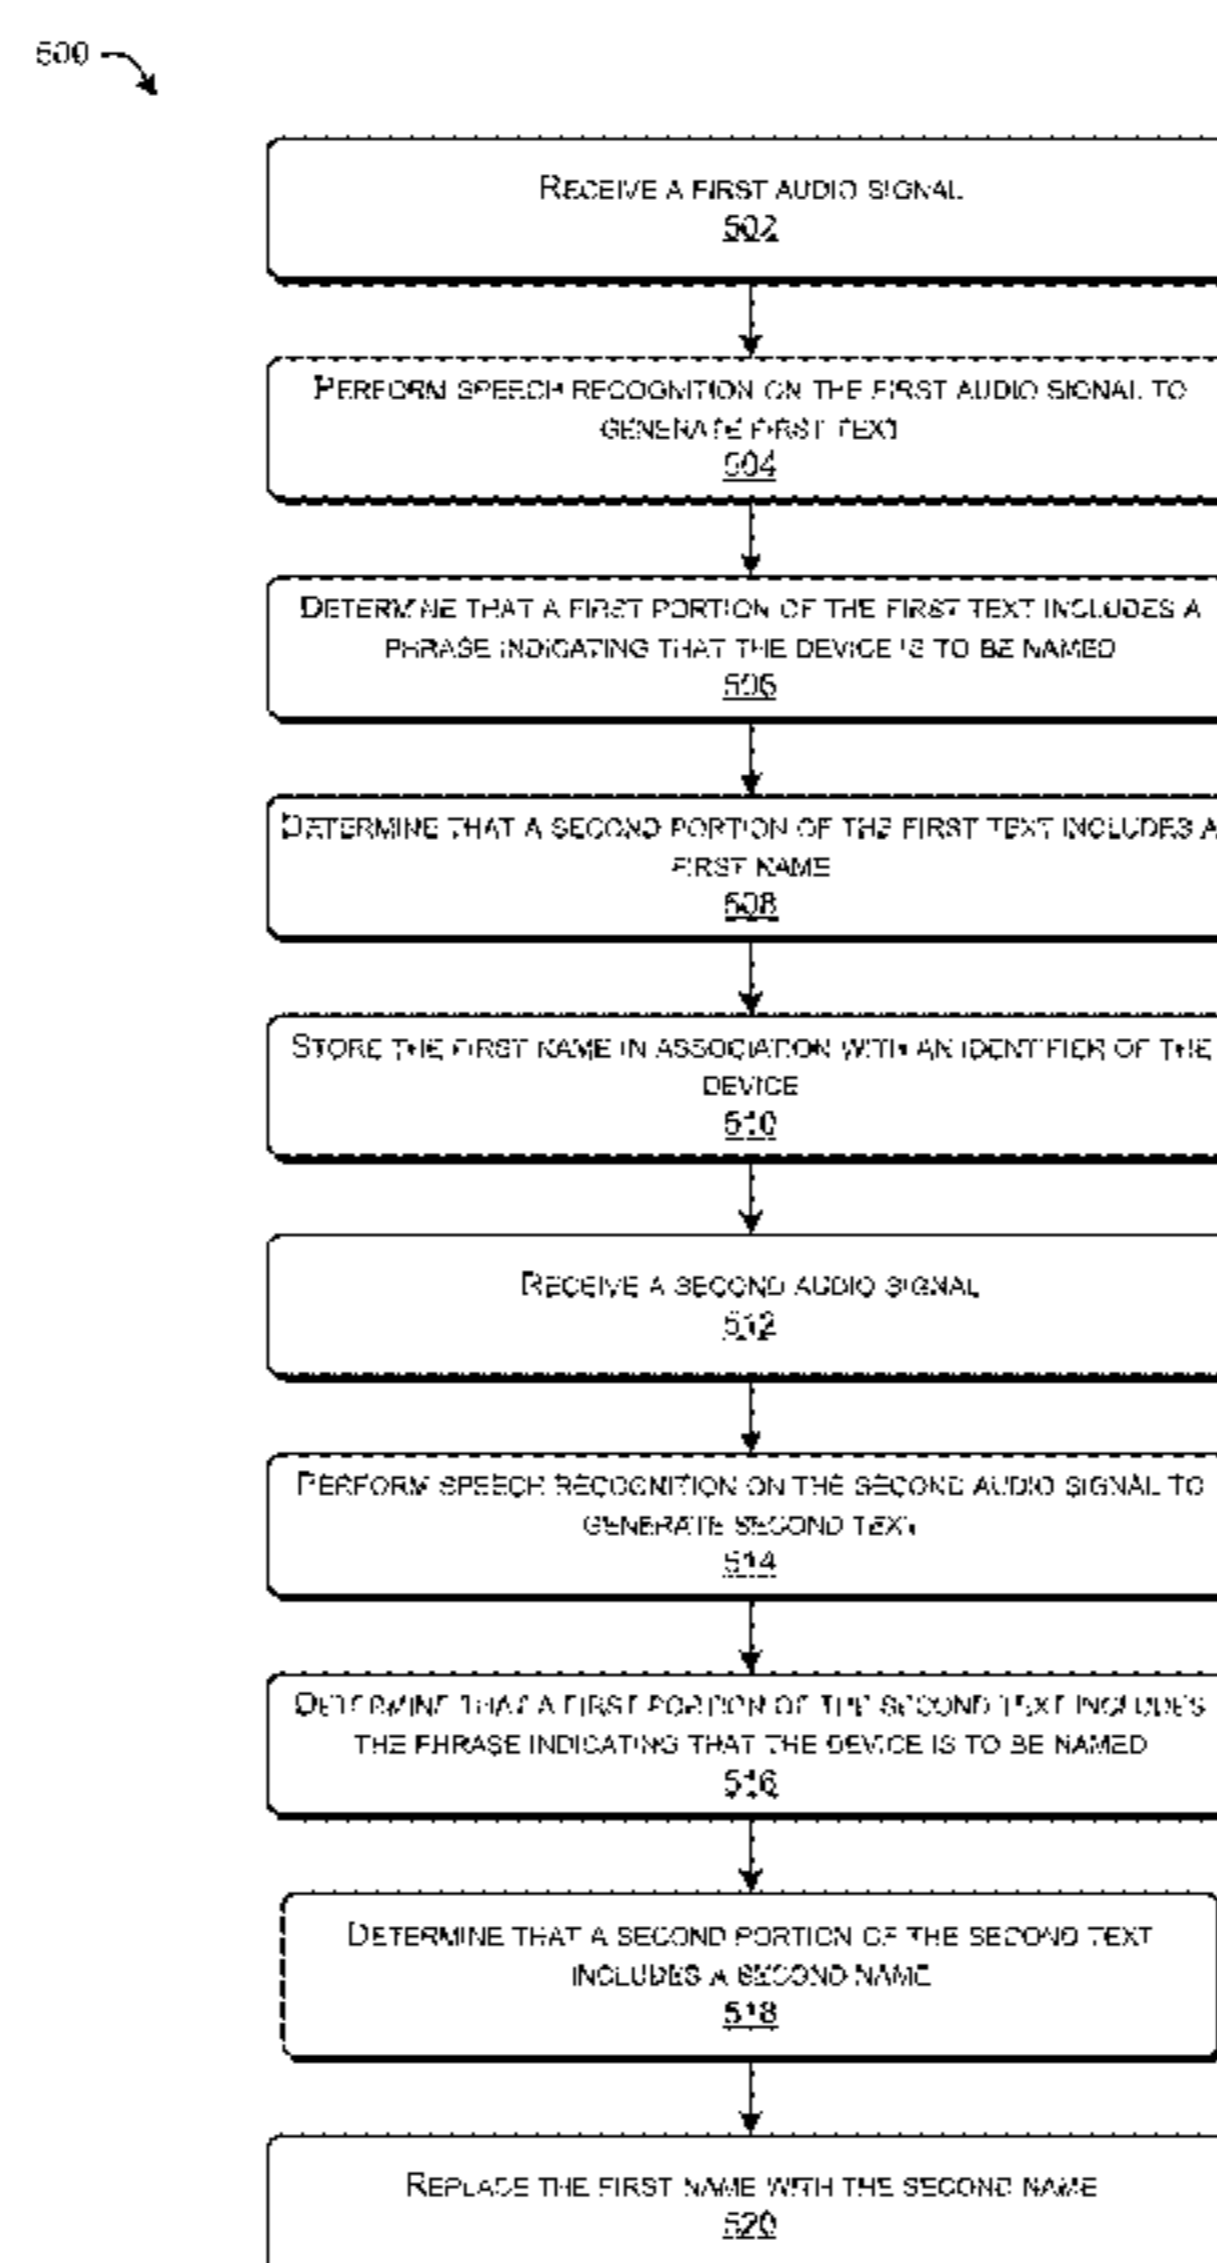 500
RECEIVE A FIRST AUDIO SIGNAL
502
PERFORM SPEECH RECOGNITION ON THE FIRST AUDIO SIGNAL TO
GENERATE FIRST TEXT
504
DETERMINE THAT A FIRST PORTION OF THE FIRST TEXT INCLUDES A
PHRASE INDICATING THAT THE DEVICE IS TO BE NAMED
506
DETERMINE THAT A SECOND PORTION OF THE FIRST TEXT INCLUDES A
FIRST NAME
508
STORE THE FIRST NAME IN ASSOCIATION WITH AN IDENTIFIER OF THE
DEVICE
510
RECEIVE A SECOND AUDIO SIGNAL
512
PERFORM SPEECH RECOGNITION ON THE SECOND AUDIO SIGNAL TO
GENERATE SECOND TEXT
514
DETERMINE THAT A FIRST PORTION OF THE SECOND TEXT INCLUDES
THE PHRASE INDICATING THAT THE DEVICE IS TO BE NAMED
516
DETERMINE THAT A SECOND PORTION OF THE SECOND TEXT
INCLUDES A SECOND NAME
518
REPLACE THE FIRST NAME WITH THE SECOND NAME
520